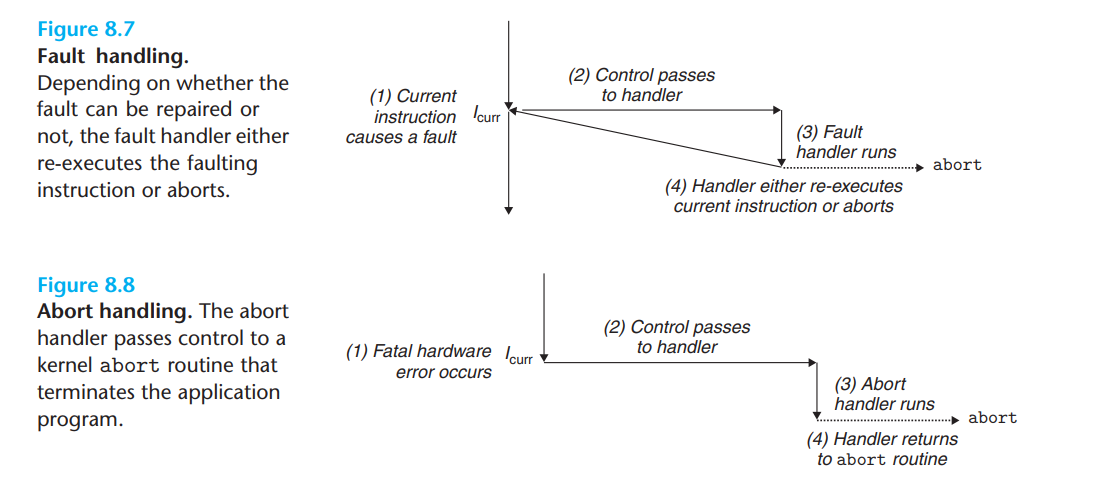 Figure 8.7
Fault handling.
Depending on whether the
fault can be repaired or
not, the fault handler either
re-executes the faulting
instruction or aborts.
(1) Current
instruction
causes a fault
Icurr
(2) Control passes
to handler
(3) Fault
handler runs
abort
(4) Handler either re-executes
current instruction or aborts
Figure 8.8
Abort handling. The abort
handler passes control to a
kernel abort routine that
terminates the application
program.
(1) Fatal hardware
error occurs
Icurr
(2) Control passes
to handler
(3) Abort
handler runs
abort
(4) Handler returns
to abort routine